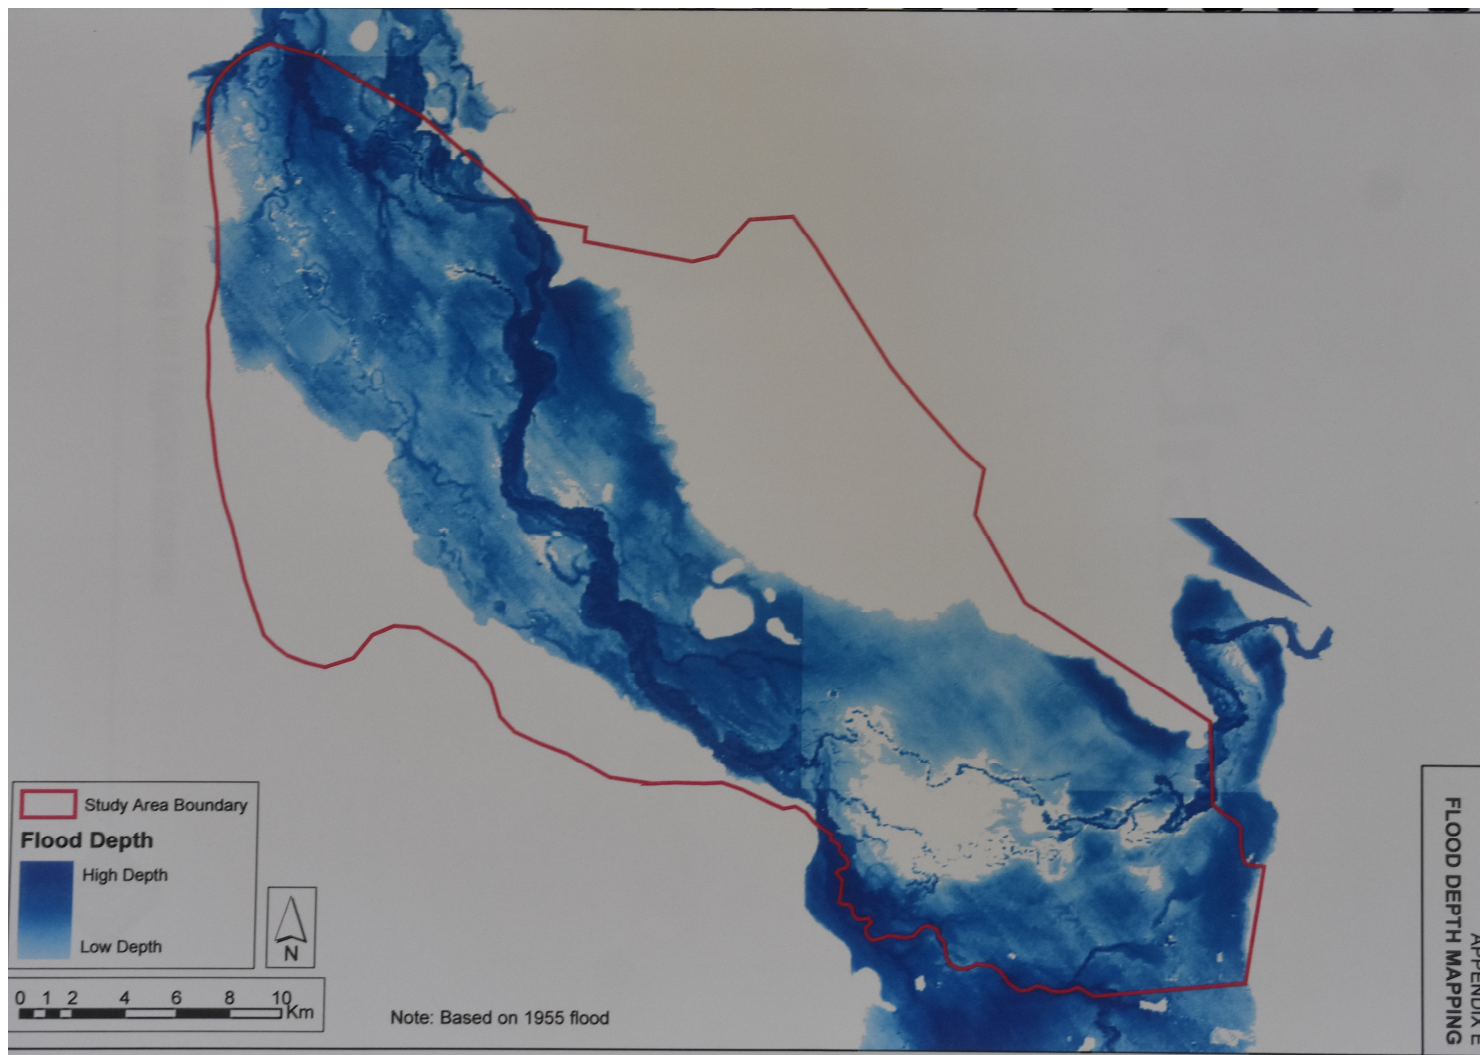 Study Area Boundary
Flood Depth
High Depth
Low Depth
N
0 1 2 4 6 8 10
Km
Note: Based on 1955 flood
APPENDIX E
FLOOD DEPTH MAPPING